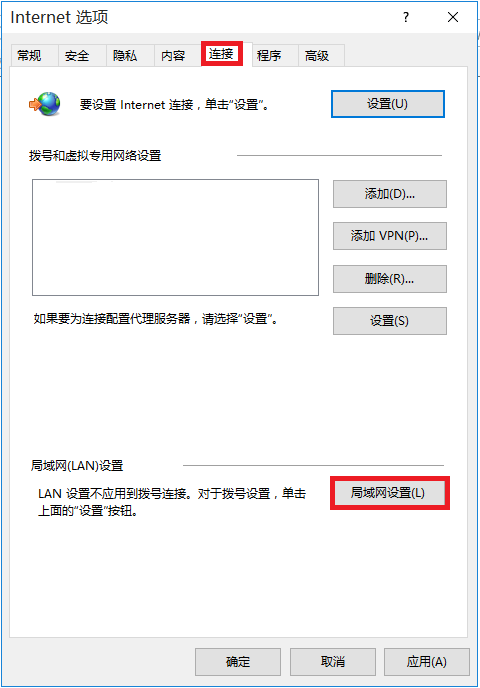 Internet 选项
?
常规 安全 隐私 内容 连接 程序 高级
要设置 Internet 连接，单击“设置”。
设置(U)
拨号和虚拟专用网络设置
添加(D)...
添加 VPN(P)...
删除(R)...
如果要为连接配置代理服务器，请选择“设置”。
设置(S)
局域网(LAN)设置
LAN 设置不应用到拨号连接。对于拨号设置，单击
上面的“设置”按钮。
局域网设置(L)
确定 取消 应用(A)